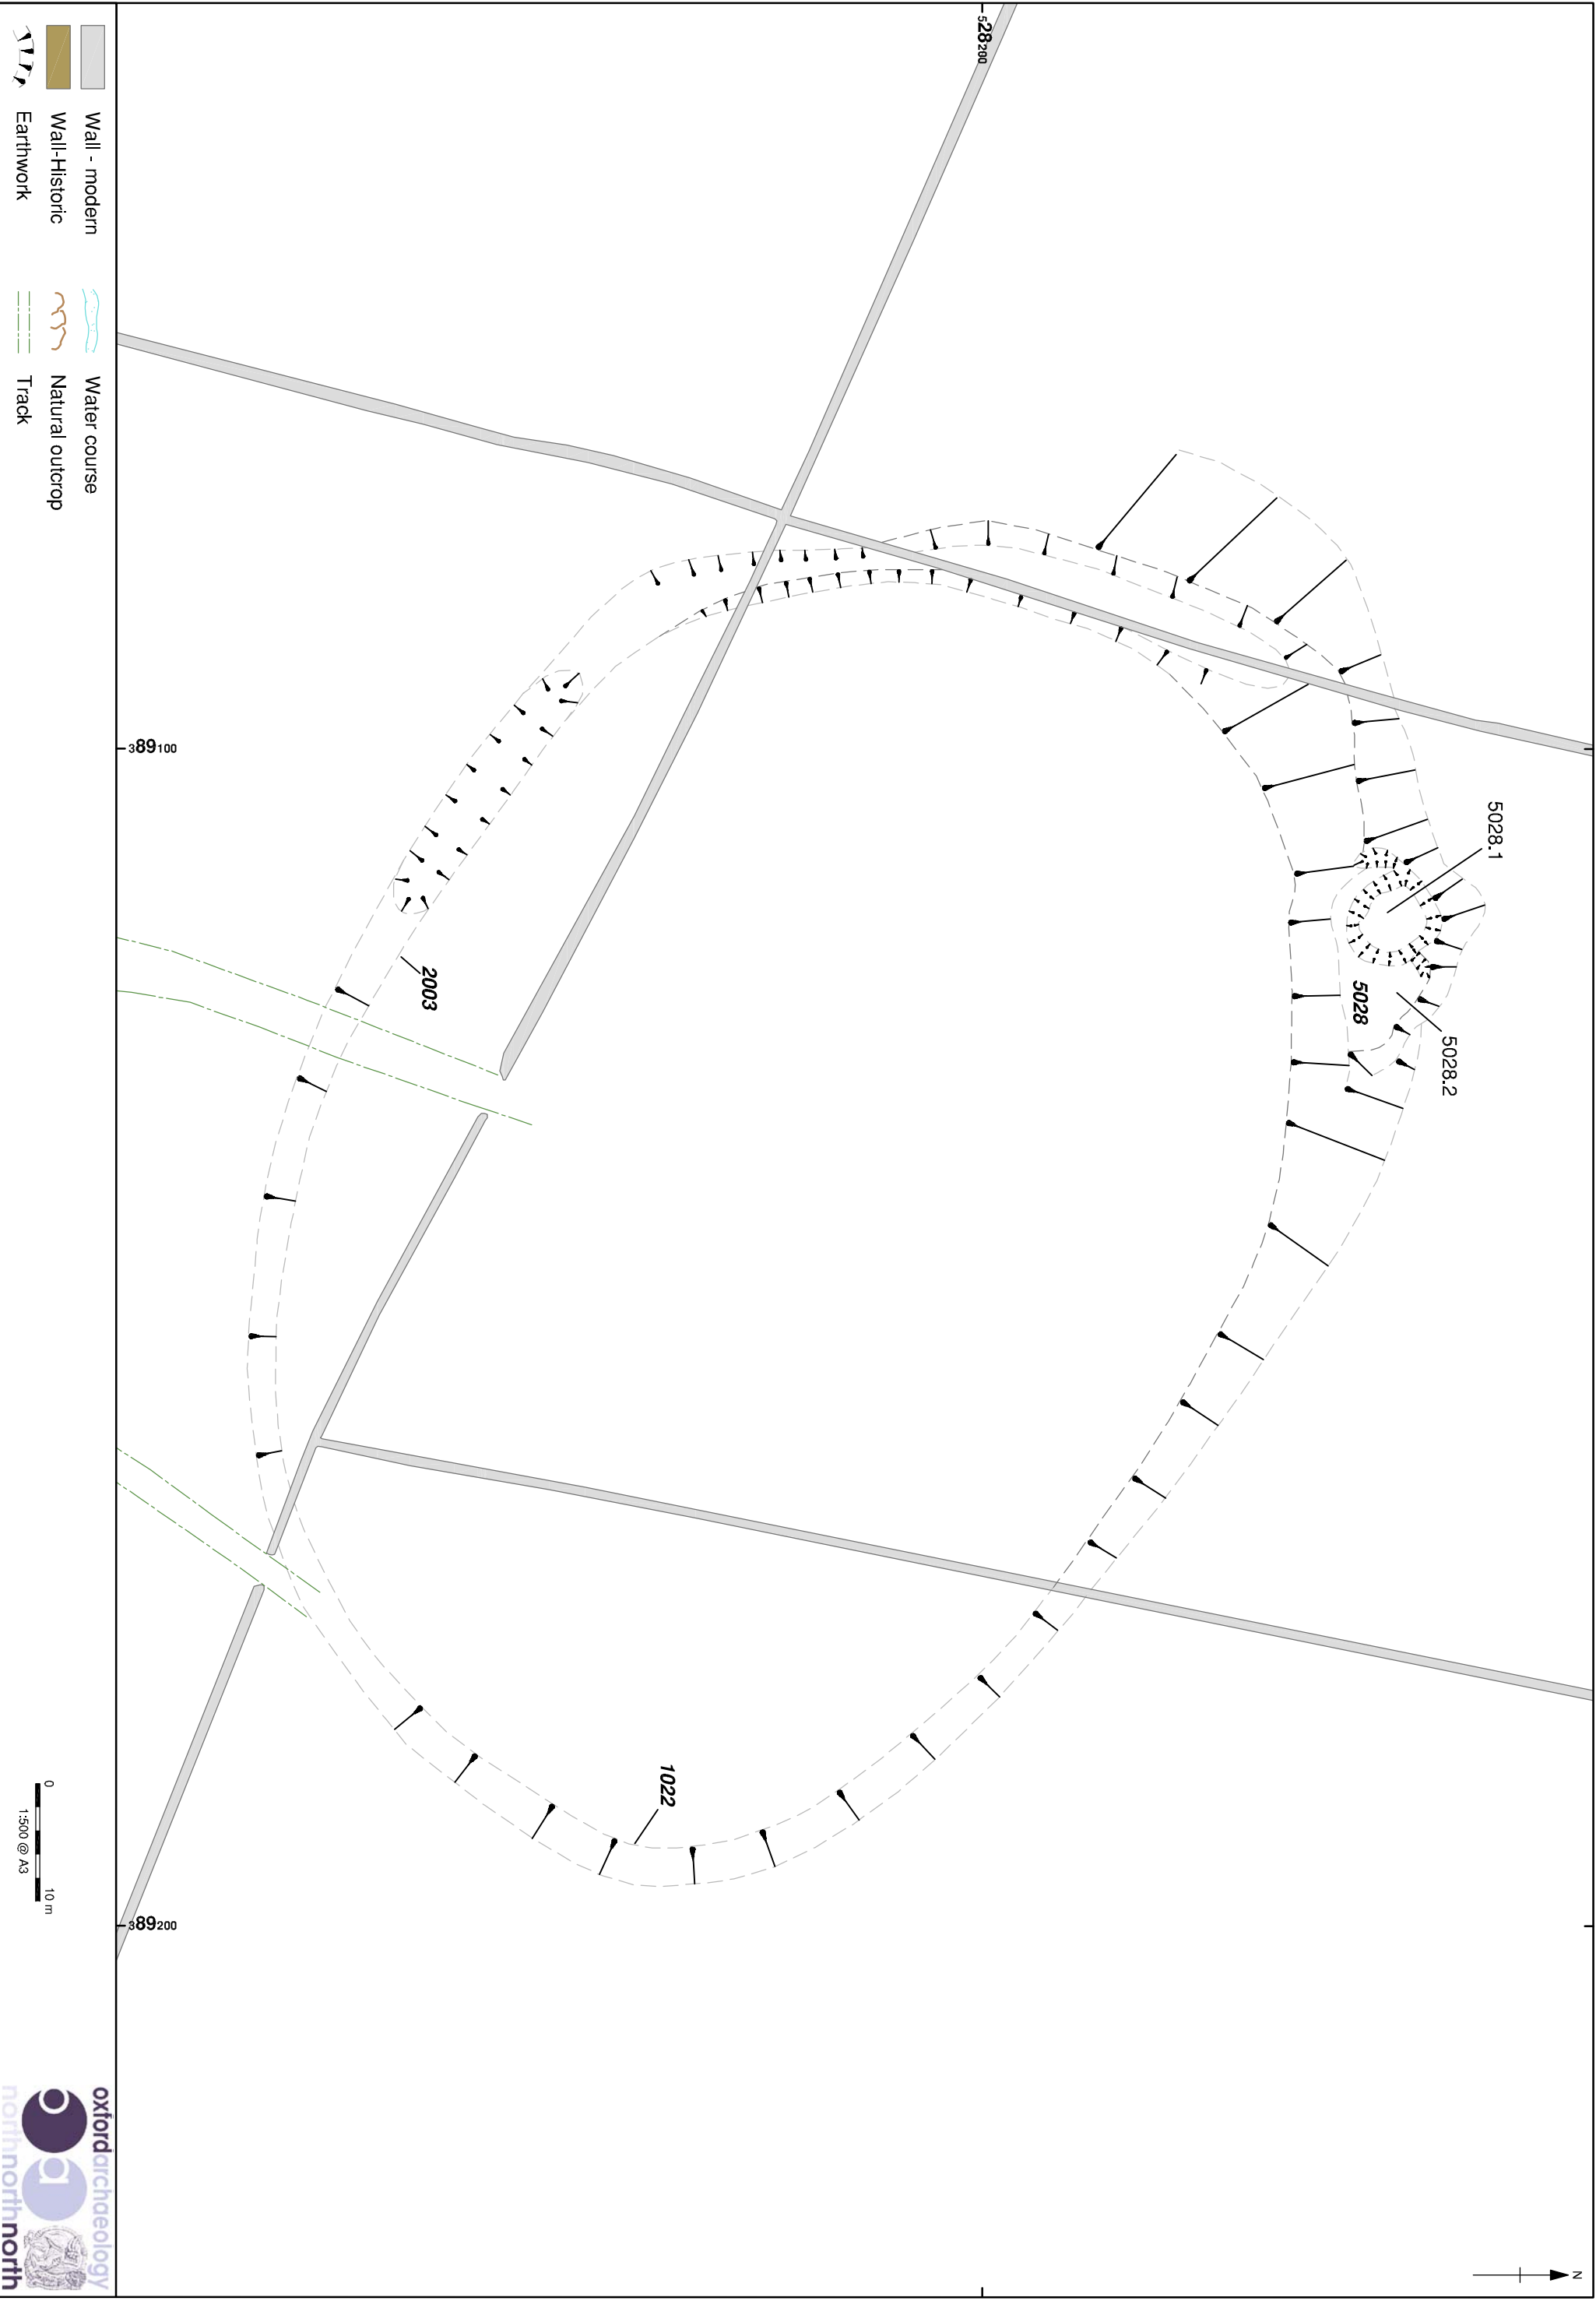 N
5028.1
5028.2
5028
528200
2003
1022
389100
389200
Wall - modern
Wall-Historic
Earthwork
Water course
Natural outcrop
Track
0
10 m
1:500 @ A3
oxfordarchaeology
northnorthnorth